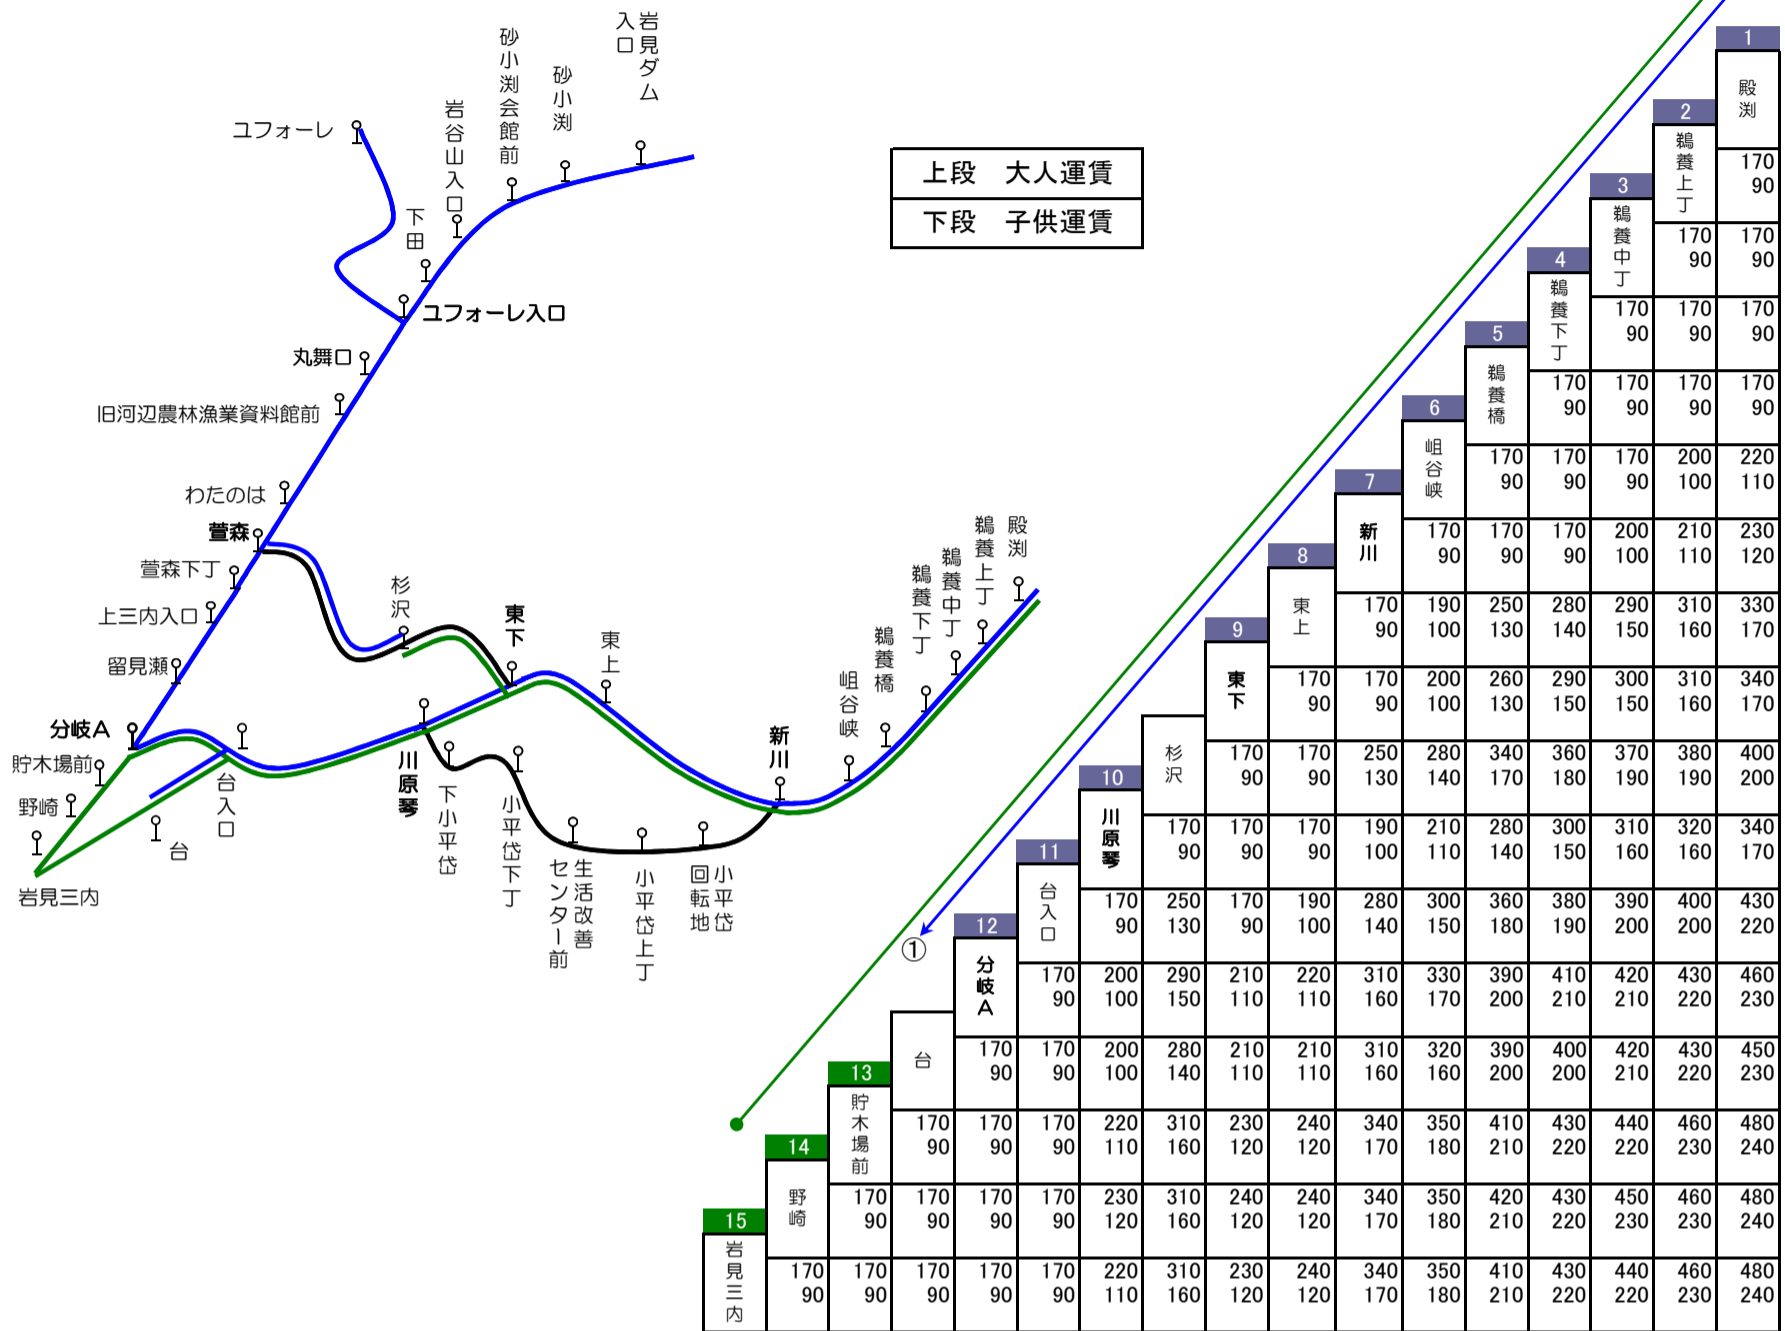 ユフォーレ
岩谷山入口
砂小渕会館前
砂小渕
岩見ダム入口
下田
ユフォーレ入口
丸舞口
旧河辺農林漁業資料館前
わたのは
萱森
萱森下丁
上三内入口
留見瀬
分岐A
貯木場前
野崎
岩見三内
台
台入口
杉沢
東下
東上
川原琴
下小平岱
小平岱下丁
生活改善センター前
小平岱上丁
小平岱回転地
新川
岨谷峡
鵜養橋
鵜養下丁
鵜養中丁
鵜養上丁
殿渕
上段 大人運賃
下段 子供運賃
①
1
殿渕
2
鵜養上丁
170
90
3
鵜養中丁
170 170
90 90
4
鵜養下丁
170 170 170
90 90 90
5
鵜養橋
170 170 170 170
90 90 90 90
6
岨谷峡
170 170 170 200 220
90 90 90 100 110
7
新川
170 170 170 200 210 230
90 90 90 100 110 120
8
東上
170 190 250 280 290 310 330
90 100 130 140 150 160 170
9
東下
170 170 200 260 290 300 310 340
90 90 100 130 150 150 160 170
杉沢
170 170 250 280 340 360 370 380 400
90 90 130 140 170 180 190 190 200
10
川原琴
170 170 170 190 210 280 300 310 320 340
90 90 90 100 110 140 150 160 160 170
11
台入口
170 250 170 190 280 300 360 380 390 400 430
90 130 90 100 140 150 180 190 200 200 220
12
分岐A
170 200 290 210 220 310 330 390 410 420 430 460
90 100 150 110 110 160 170 200 210 210 220 230
台
170 170 200 280 210 210 310 320 390 400 420 430 450
90 90 100 140 110 110 160 160 200 200 210 220 230
13
貯木場前
170 170 170 220 310 230 240 340 350 410 430 440 460 480
90 90 90 110 160 120 120 170 180 210 220 220 230 240
14
野崎
170 170 170 170 230 310 240 240 340 350 420 430 450 460 480
90 90 90 90 120 160 120 120 170 180 210 220 230 230 240
15
岩見三内
170 170 170 170 170 220 310 230 240 340 350 410 430 440 460 480
90 90 90 90 90 110 160 120 120 170 180 210 220 220 230 240